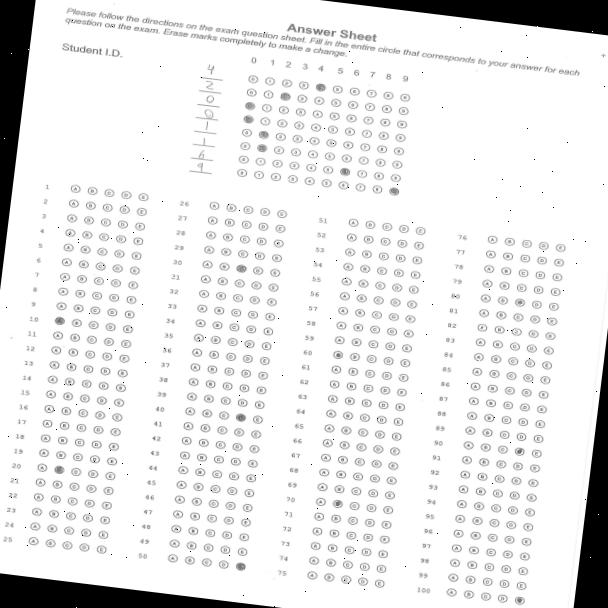 Answer Sheet
Please follow the directions on the exam question sheet. Fill in the entire circle that corresponds to your answer for each
question on the exam. Erase marks completely to make a change.
Student I.D.
0 1 2 3 4 5 6 7 8 9
4
2
0
0
1
1
6
9
1 A B C D E
2 A B C D E
3 A B C D E
4 A B C D E
5 A B C D E
6 A B C D E
7 A B C D E
8 A B C D E
9 A B C D E
10 B C D E
11 A B C D E
12 A B C D E
13 A B C D E
14 A B C D E
15 A B C D E
16 A B C D E
17 A B C D E
18 A B C D E
19 A B C D E
20 A C D E
21 A B C D E
22 A B C D E
23 A B C D E
24 A B C D E
25 A B C D E
26 A B C D E
27 A B C D E
28 A B C D E
29 A B C D E
30 A B D E
31 A B C D E
32 A B C D E
33 A B C D E
34 A B C D E
35 A B C D E
36 A B C D E
37 A B C D E
38 A B C D E
39 A B C D E
40 A B C E
41 A B C D E
42 A B C D E
43 A B C D E
44 A B C D E
45 A B C D E
46 A B C D E
47 A B C D E
48 A B C D E
49 A B C D E
50 A B C D
51 A B C D E
52 A B C D E
53 A B C D E
54 A B C D E
55 A B C D E
56 A B C D E
57 A B C D E
58 A B C D E
59 A B C D E
60 B C D E
61 A B C D E
62 A B C D E
63 A B C D E
64 A B C D E
65 A B C D E
66 A B C D E
67 A B C D E
68 A B C D E
69 A B C D E
70 A C D E
71 A B C D E
72 A B C D E
73 A B C D E
74 A B C D E
75 A B C D E
76 A B C D E
77 A B C D E
78 A B C D E
79 A B C D E
80 A B D E
81 A B C D E
82 A B C D E
83 A B C D E
84 A B C D E
85 A B C D E
86 A B C D E
87 A B C D E
88 A B C D E
89 A B C D E
90 A B C E
91 A B C D E
92 A B C D E
93 A B C D E
94 A B C D E
95 A B C D E
96 A B C D E
97 A B C D E
98 A B C D E
99 A B C D E
100 A B C D